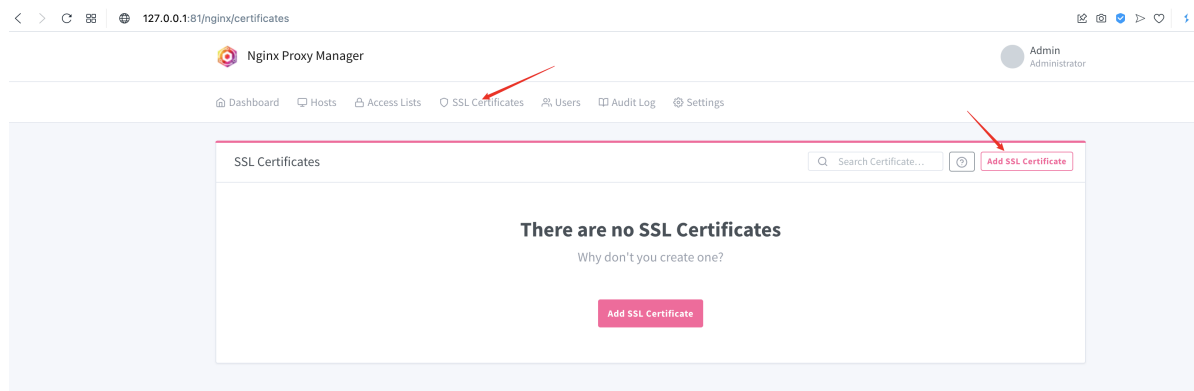 127.0.0.1:81/nginx/certificates
Nginx Proxy Manager
Admin
Administrator
Dashboard Hosts Access Lists SSL Certificates Users Audit Log Settings
SSL Certificates
Search Certificate...
Add SSL Certificate
There are no SSL Certificates
Why don't you create one?
Add SSL Certificate